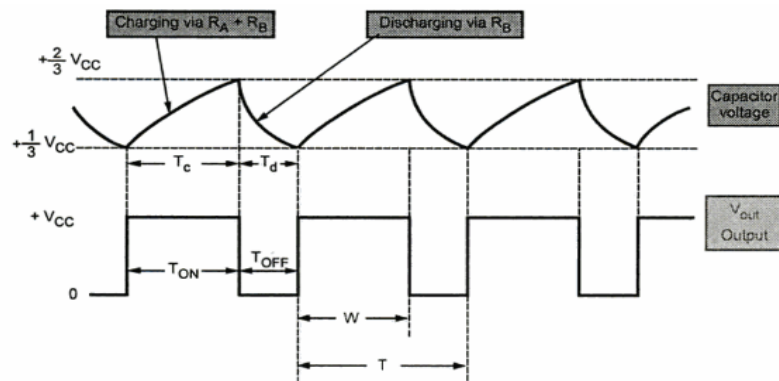 Charging via R_A + R_B
Discharging via R_B
+2/3 V_CC
Capacitor
voltage
+1/3 V_CC
T_c
T_d
+ V_CC
V_out
Output
T_ON
T_OFF
0
W
T